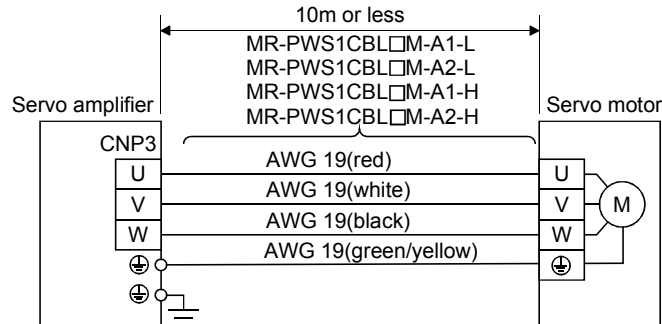 10m or less
MR-PWS1CBL□M-A1-L
MR-PWS1CBL□M-A2-L
MR-PWS1CBL□M-A1-H
MR-PWS1CBL□M-A2-H
Servo amplifier
Servo motor
CNP3
AWG 19(red)
U
U
AWG 19(white)
V
V
M
AWG 19(black)
W
W
AWG 19(green/yellow)